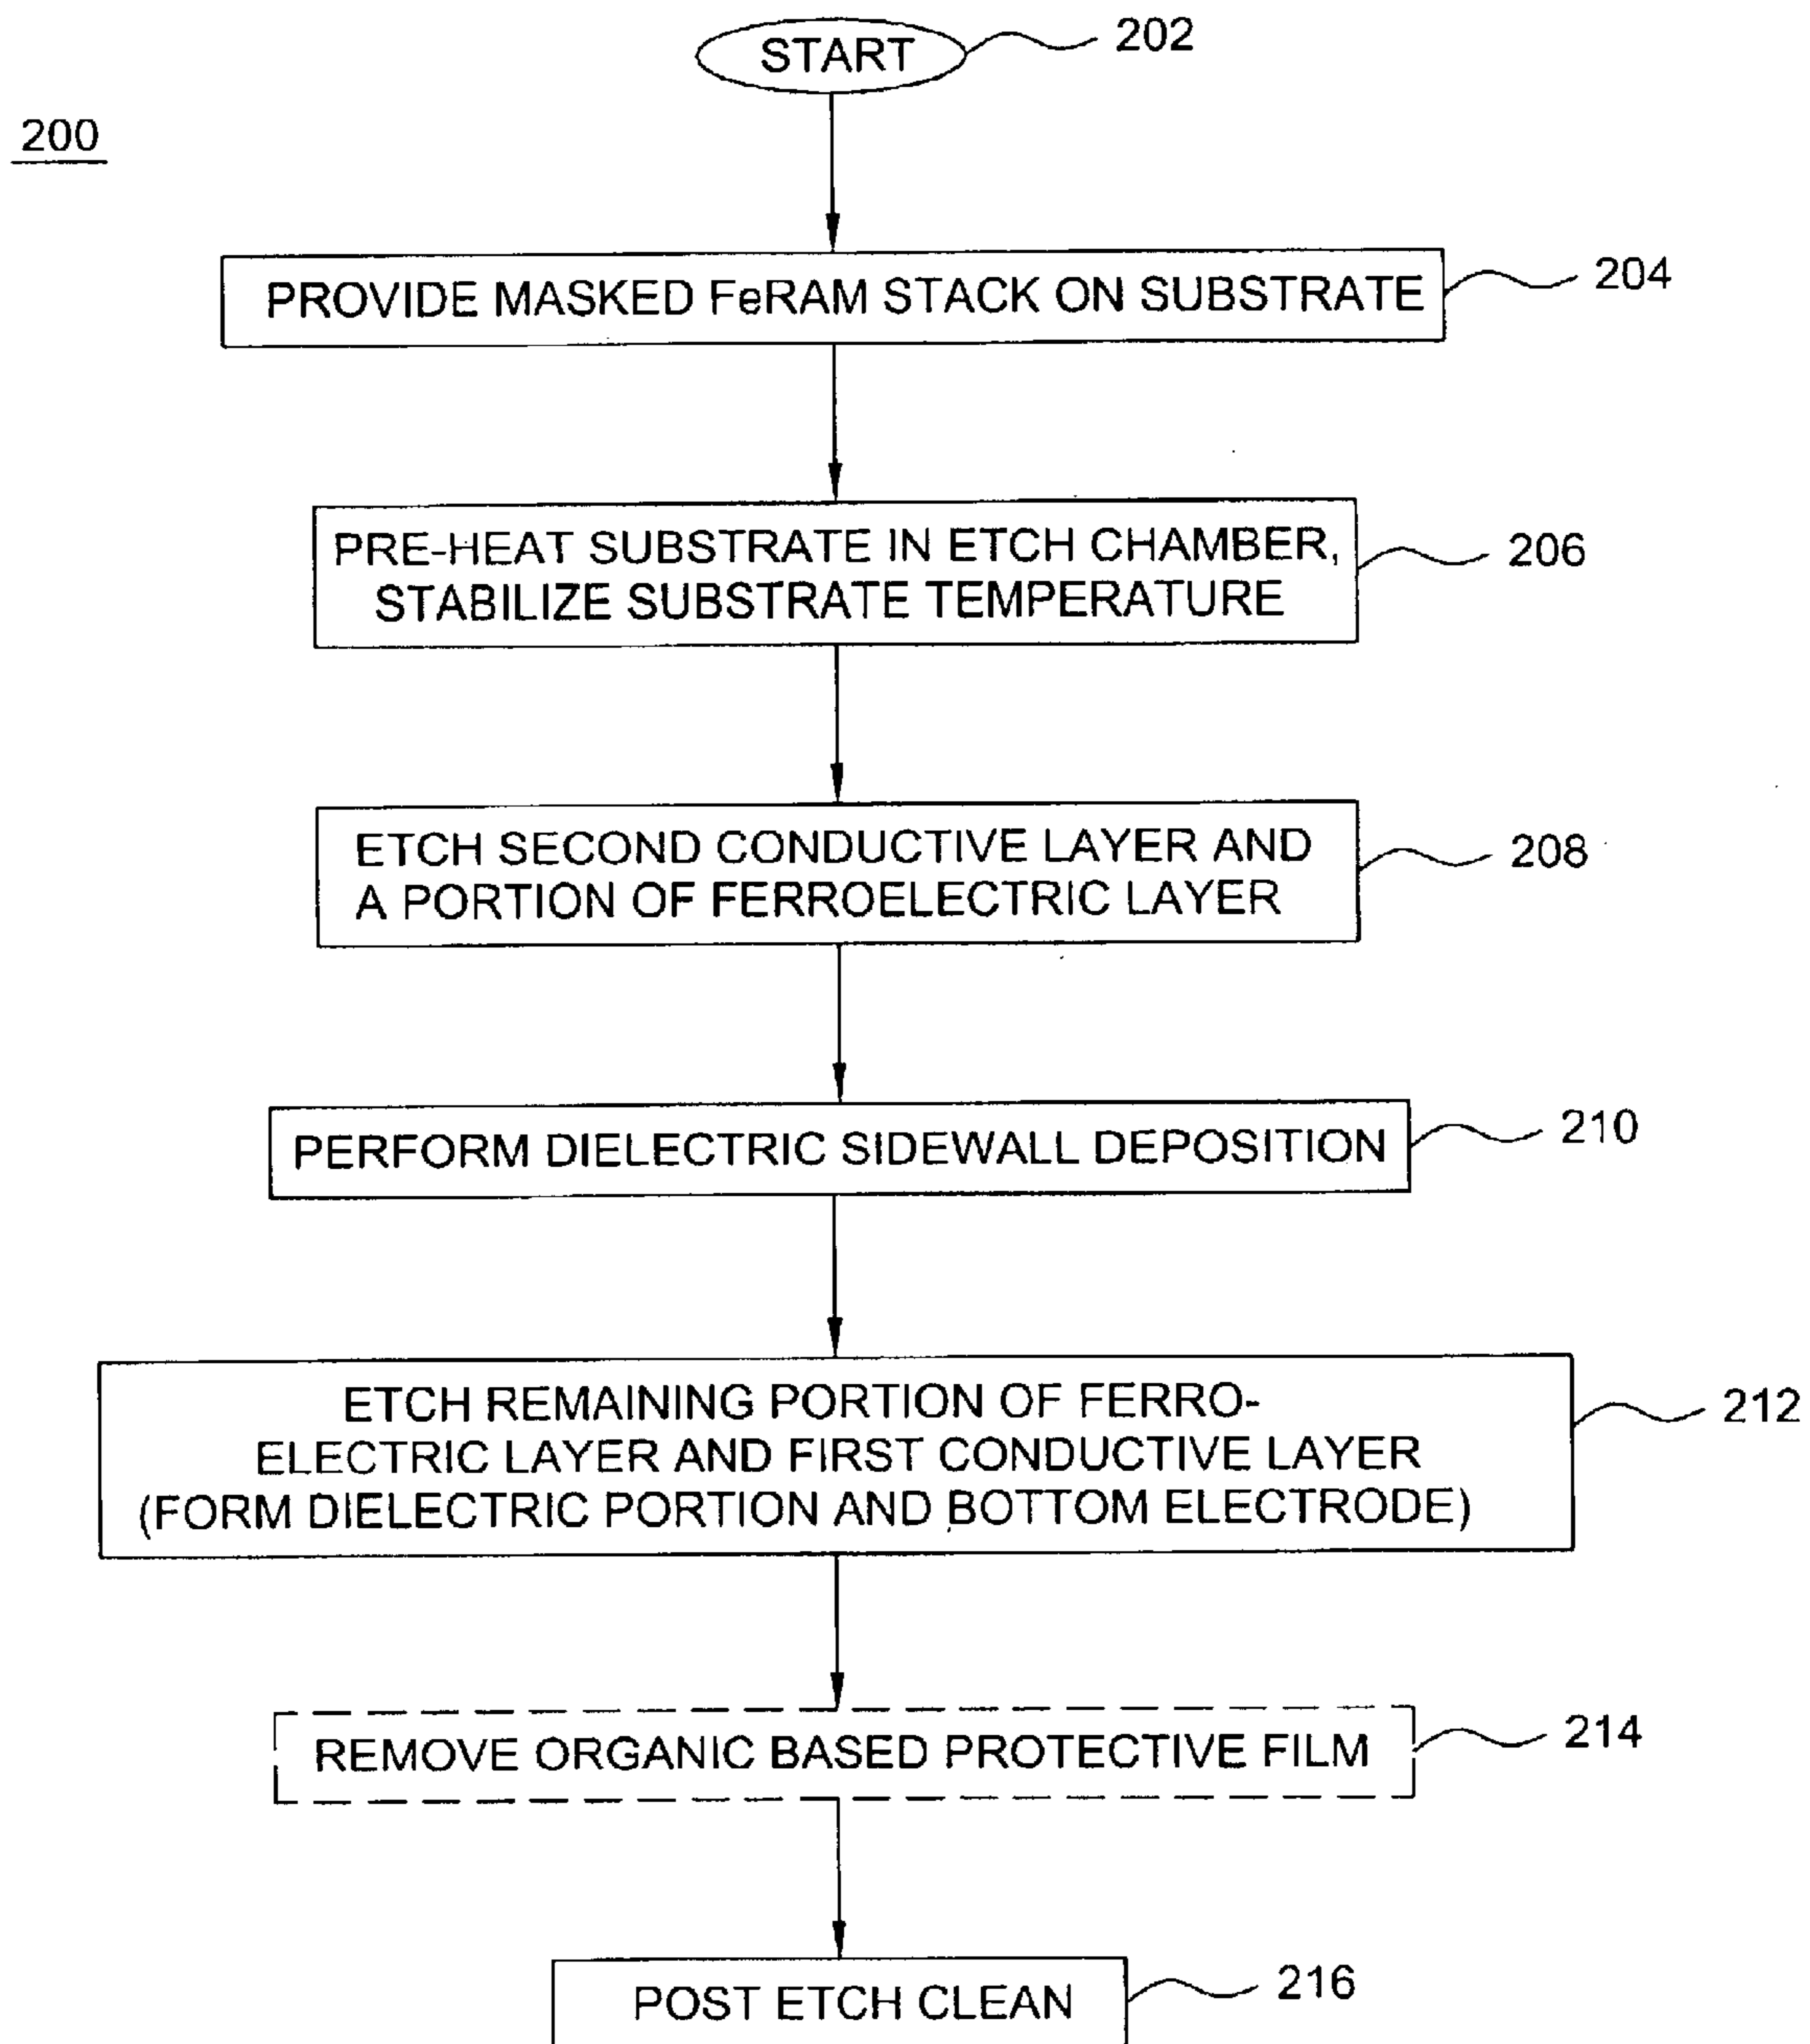 START
202
200
PROVIDE MASKED FeRAM STACK ON SUBSTRATE
204
PRE-HEAT SUBSTRATE IN ETCH CHAMBER,
STABILIZE SUBSTRATE TEMPERATURE
206
ETCH SECOND CONDUCTIVE LAYER AND
A PORTION OF FERROELECTRIC LAYER
208
PERFORM DIELECTRIC SIDEWALL DEPOSITION
210
ETCH REMAINING PORTION OF FERRO-
ELECTRIC LAYER AND FIRST CONDUCTIVE LAYER
(FORM DIELECTRIC PORTION AND BOTTOM ELECTRODE)
212
REMOVE ORGANIC BASED PROTECTIVE FILM
214
POST ETCH CLEAN
216